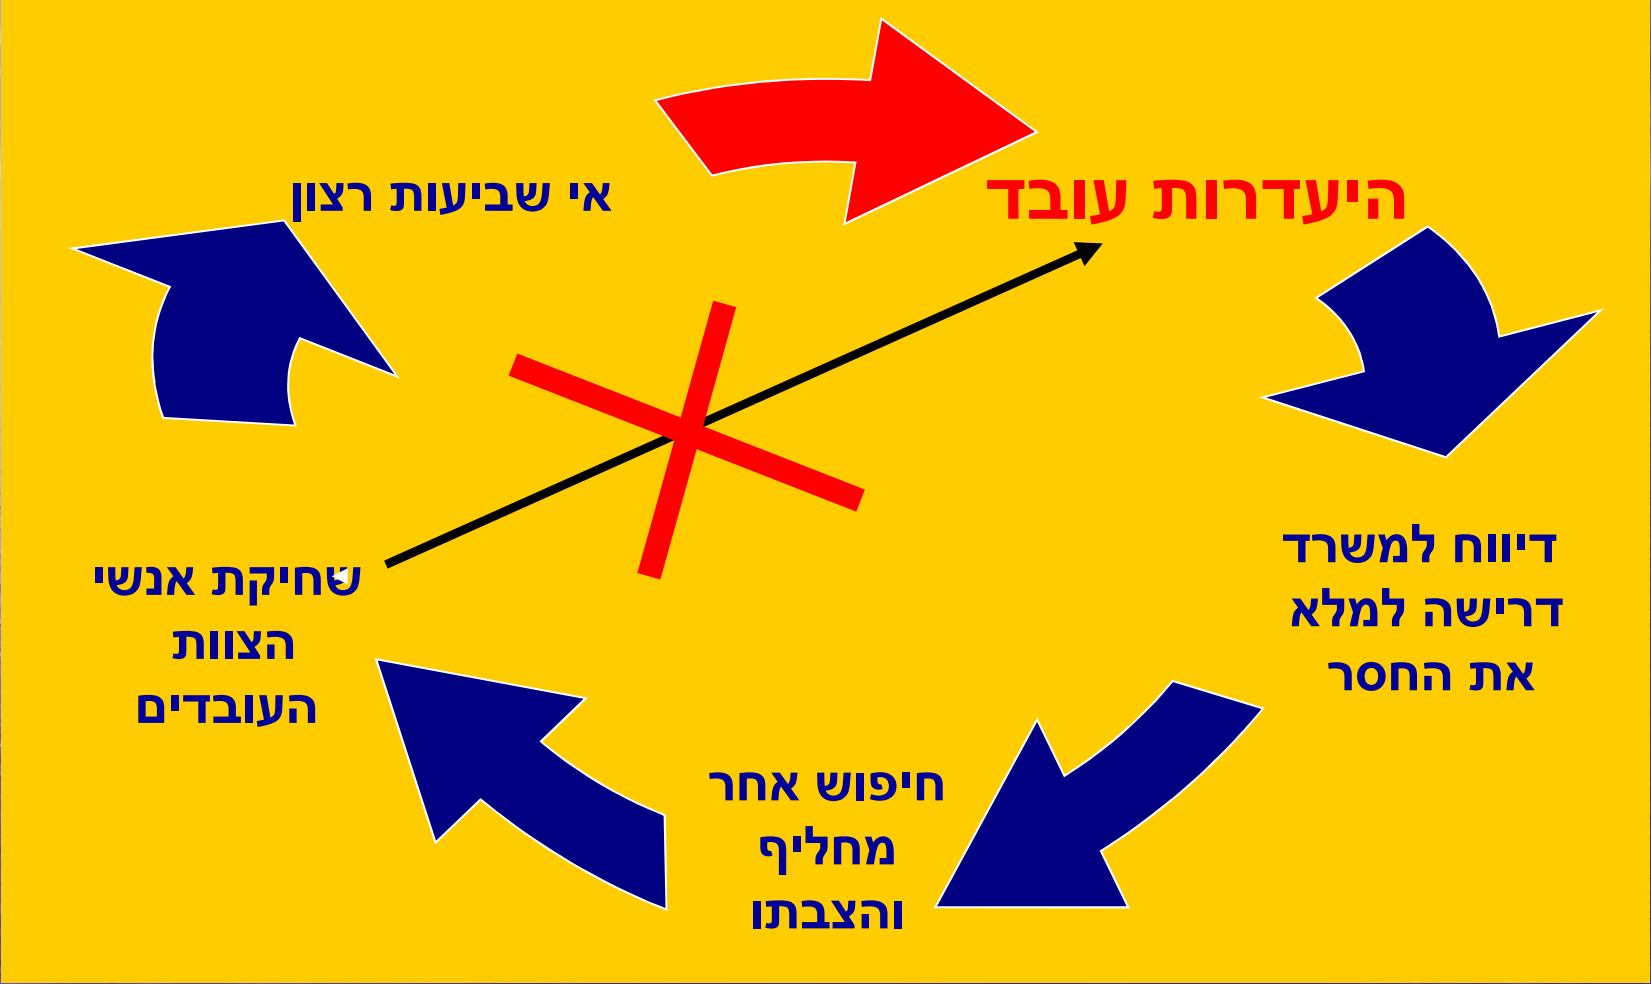 אי שביעות רצון
היעדרות עובד
דיווח למשרד
דרישה למלא
את החסר
חיפוש אחר
מחליף
והצבתו
שחיקת אנשי
הצוות
העובדים